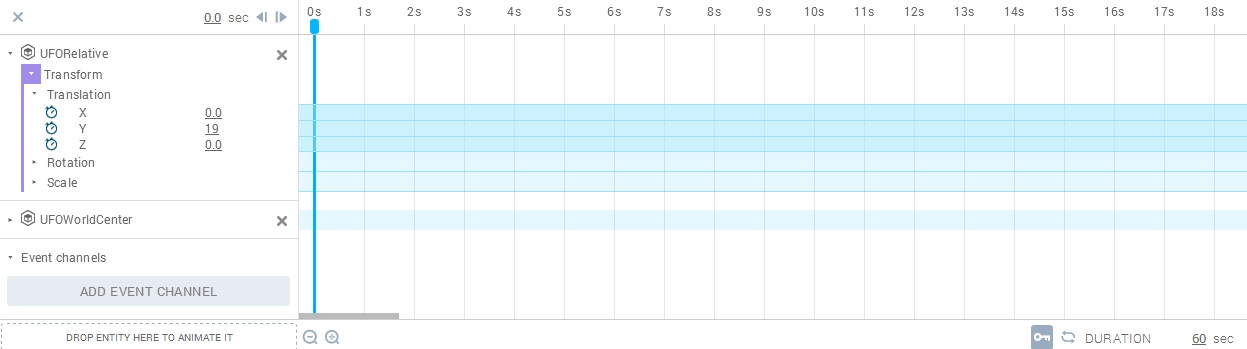 0.0 sec
0s 1s 2s 3s 4s 5s 6s 7s 8s 9s 10s 11s 12s 13s 14s 15s 16s 17s 18s
UFORelative
Transform
Translation
X 0.0
Y 19
Z 0.0
Rotation
Scale
UFOWorldCenter
Event channels
ADD EVENT CHANNEL
DROP ENTITY HERE TO ANIMATE IT
DURATION 60 sec